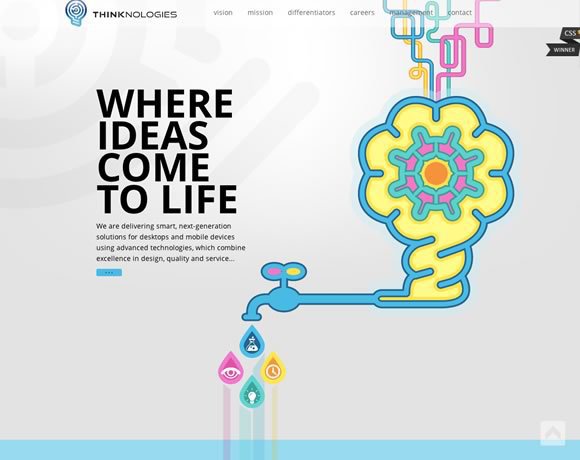 THINKNOLOGIES
vision mission differentiators careers management contact
CSS
WINNER
WHERE
IDEAS
COME
TO LIFE
We are delivering smart, next-generation
solutions for desktops and mobile devices
using advanced technologies, which combine
excellence in design, quality and service...
...